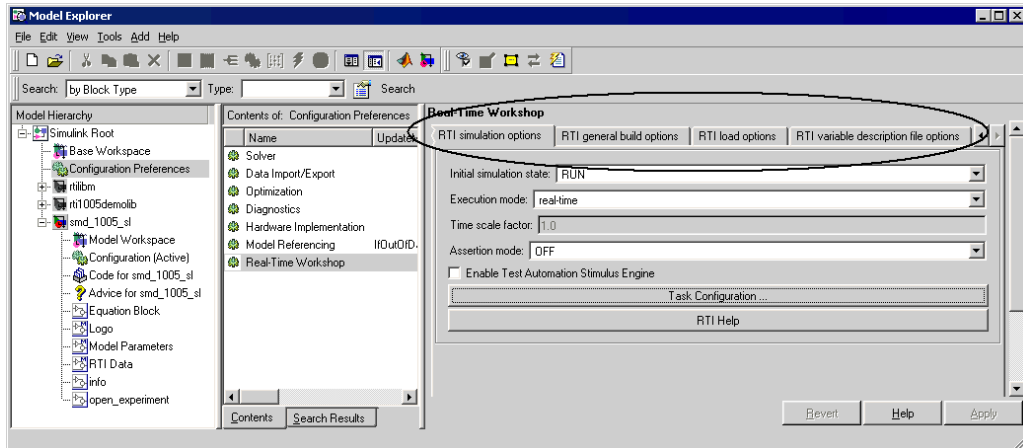 Model Explorer
File Edit View Tools Add Help
Search: by Block Type Type: Search
Model Hierarchy
Simulink Root
Base Workspace
Configuration Preferences
rtilibm
rti1005demolib
smd_1005_sl
Model Workspace
Configuration (Active)
Code for smd_1005_sl
Advice for smd_1005_sl
Equation Block
Logo
Model Parameters
RTI Data
info
open_experiment
Contents of: Configuration Preferences
Name Update
Solver
Data Import/Export
Optimization
Diagnostics
Hardware Implementation
Model Referencing IfOutOfD
Real-Time Workshop
Contents Search Results
Real-Time Workshop
RTI simulation options RTI general build options RTI load options RTI variable description file options
Initial simulation state: RUN
Execution mode: real-time
Time scale factor: 1.0
Assertion mode: OFF
Enable Test Automation Stimulus Engine
Task Configuration ...
RTI Help
Revert Help Apply